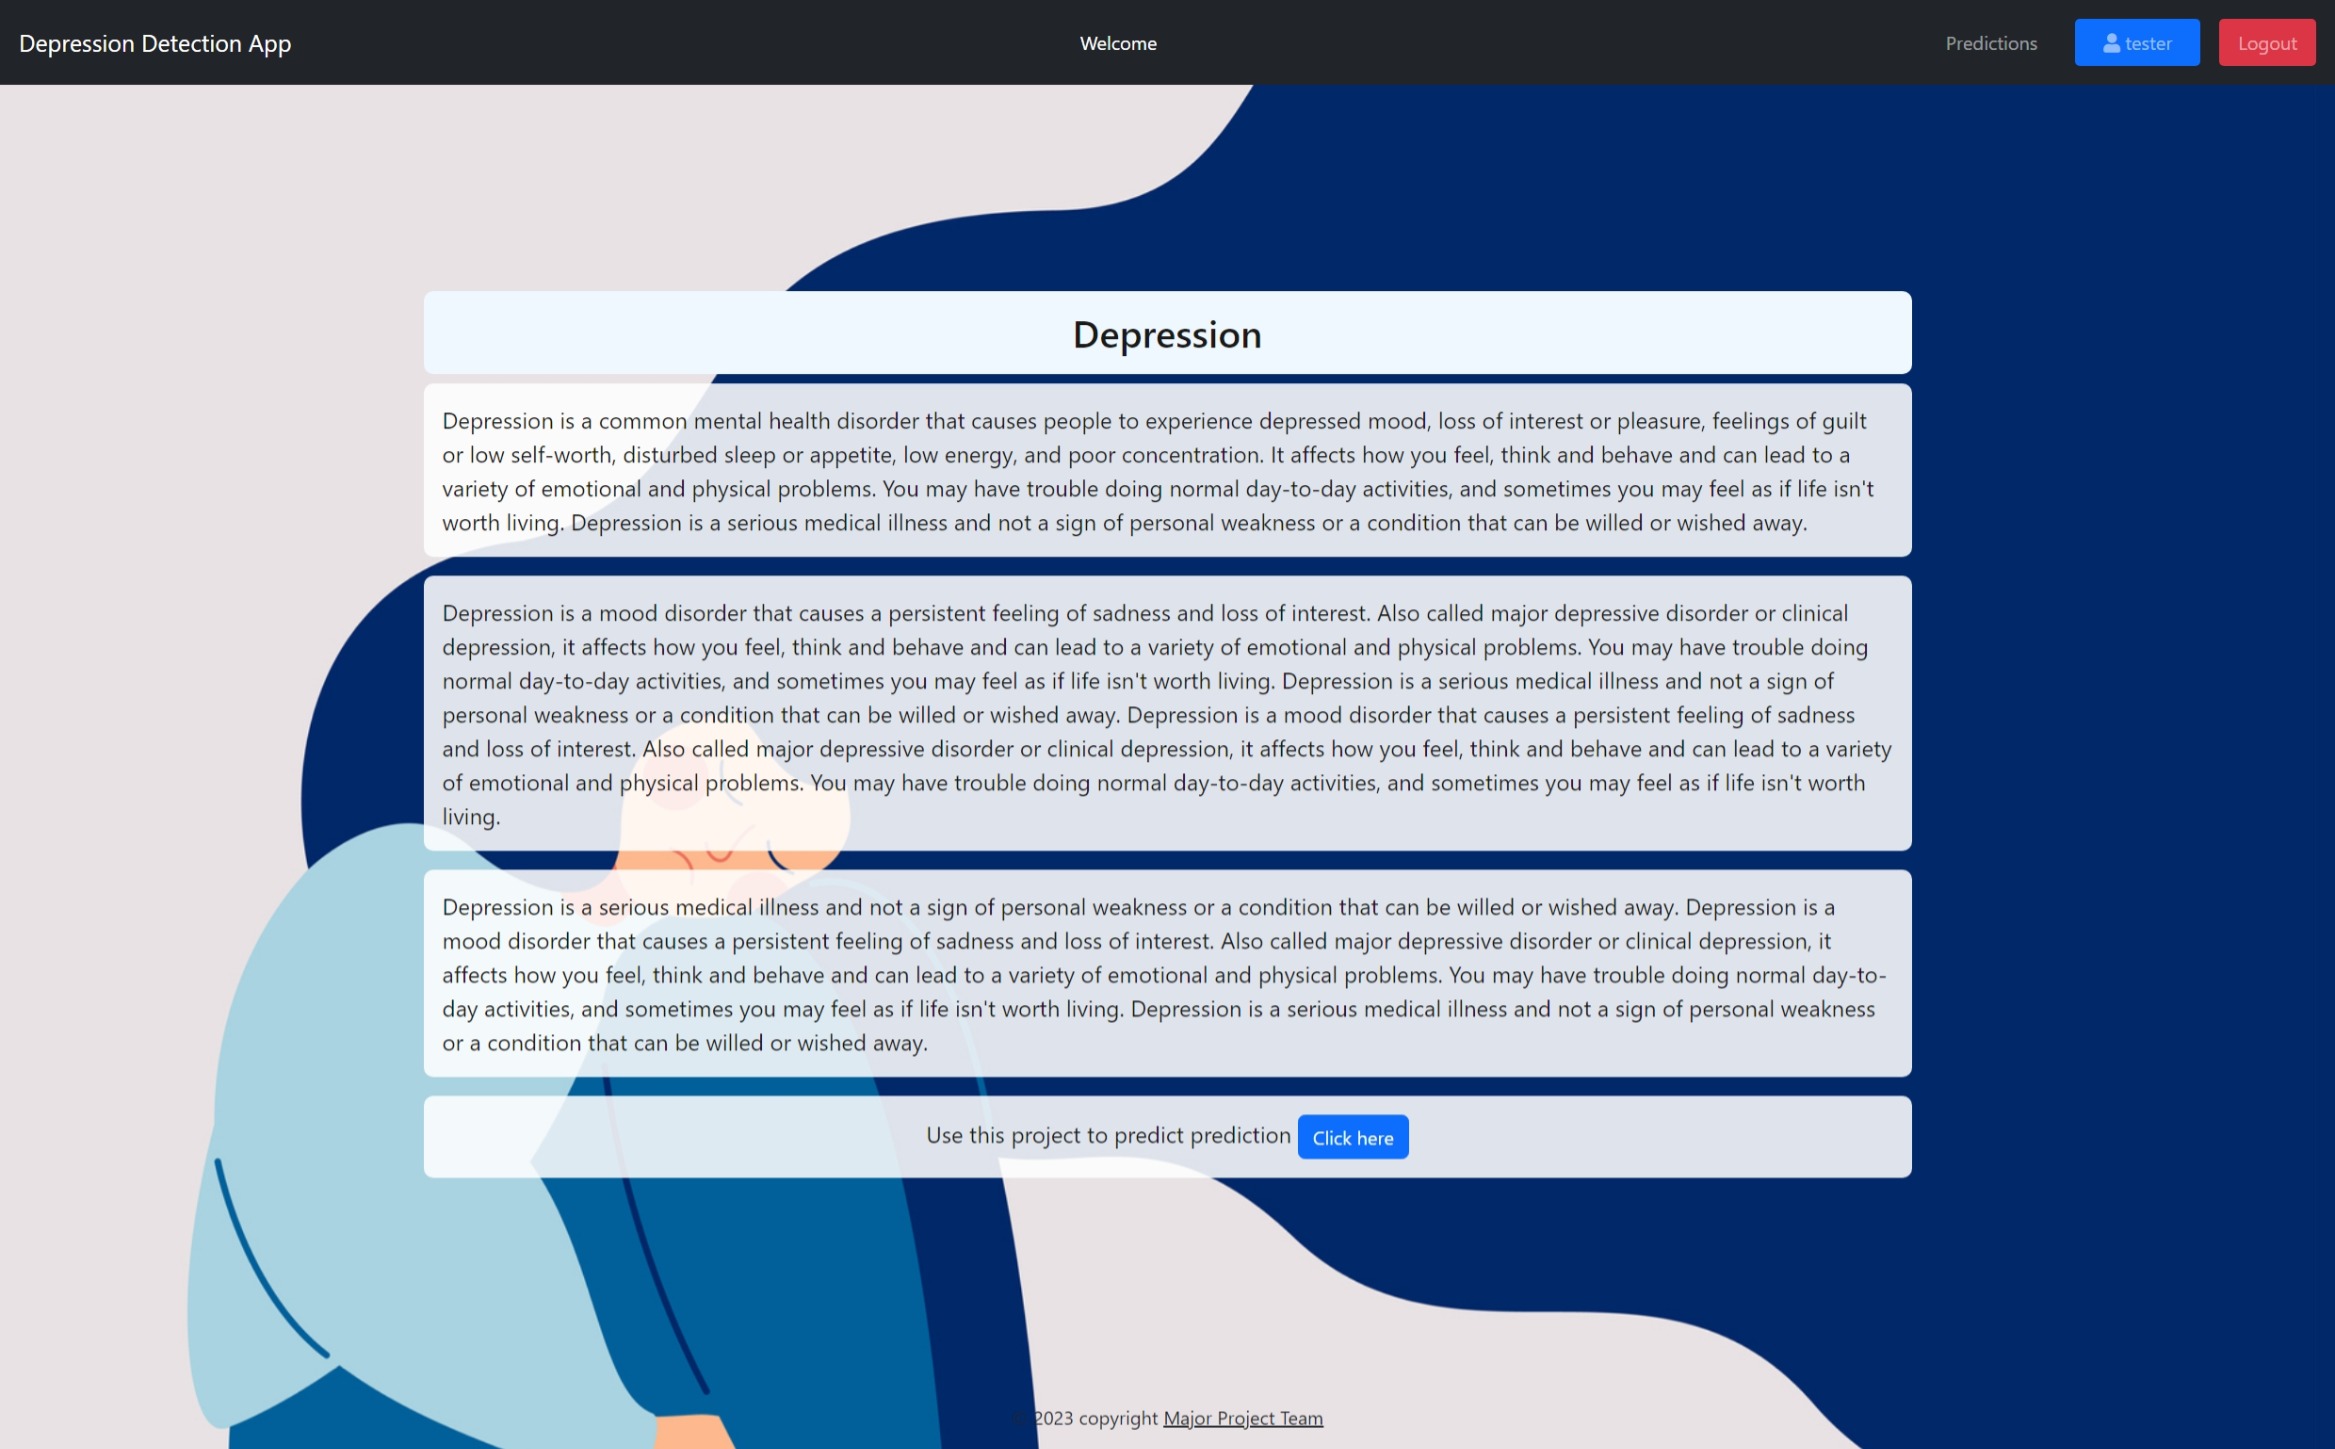 Depression Detection App
Welcome
Predictions
tester
Logout
Depression
Depression is a common mental health disorder that causes people to experience depressed mood, loss of interest or pleasure, feelings of guilt
or low self-worth, disturbed sleep or appetite, low energy, and poor concentration. It affects how you feel, think and behave and can lead to a
variety of emotional and physical problems. You may have trouble doing normal day-to-day activities, and sometimes you may feel as if life isn't
worth living. Depression is a serious medical illness and not a sign of personal weakness or a condition that can be willed or wished away.
Depression is a mood disorder that causes a persistent feeling of sadness and loss of interest. Also called major depressive disorder or clinical
depression, it affects how you feel, think and behave and can lead to a variety of emotional and physical problems. You may have trouble doing
normal day-to-day activities, and sometimes you may feel as if life isn't worth living. Depression is a serious medical illness and not a sign of
personal weakness or a condition that can be willed or wished away. Depression is a mood disorder that causes a persistent feeling of sadness
and loss of interest. Also called major depressive disorder or clinical depression, it affects how you feel, think and behave and can lead to a variety
of emotional and physical problems. You may have trouble doing normal day-to-day activities, and sometimes you may feel as if life isn't worth
living.
Depression is a serious medical illness and not a sign of personal weakness or a condition that can be willed or wished away. Depression is a
mood disorder that causes a persistent feeling of sadness and loss of interest. Also called major depressive disorder or clinical depression, it
affects how you feel, think and behave and can lead to a variety of emotional and physical problems. You may have trouble doing normal day-to-
day activities, and sometimes you may feel as if life isn't worth living. Depression is a serious medical illness and not a sign of personal weakness
or a condition that can be willed or wished away.
Use this project to predict prediction Click here
© 2023 copyright Major Project Team